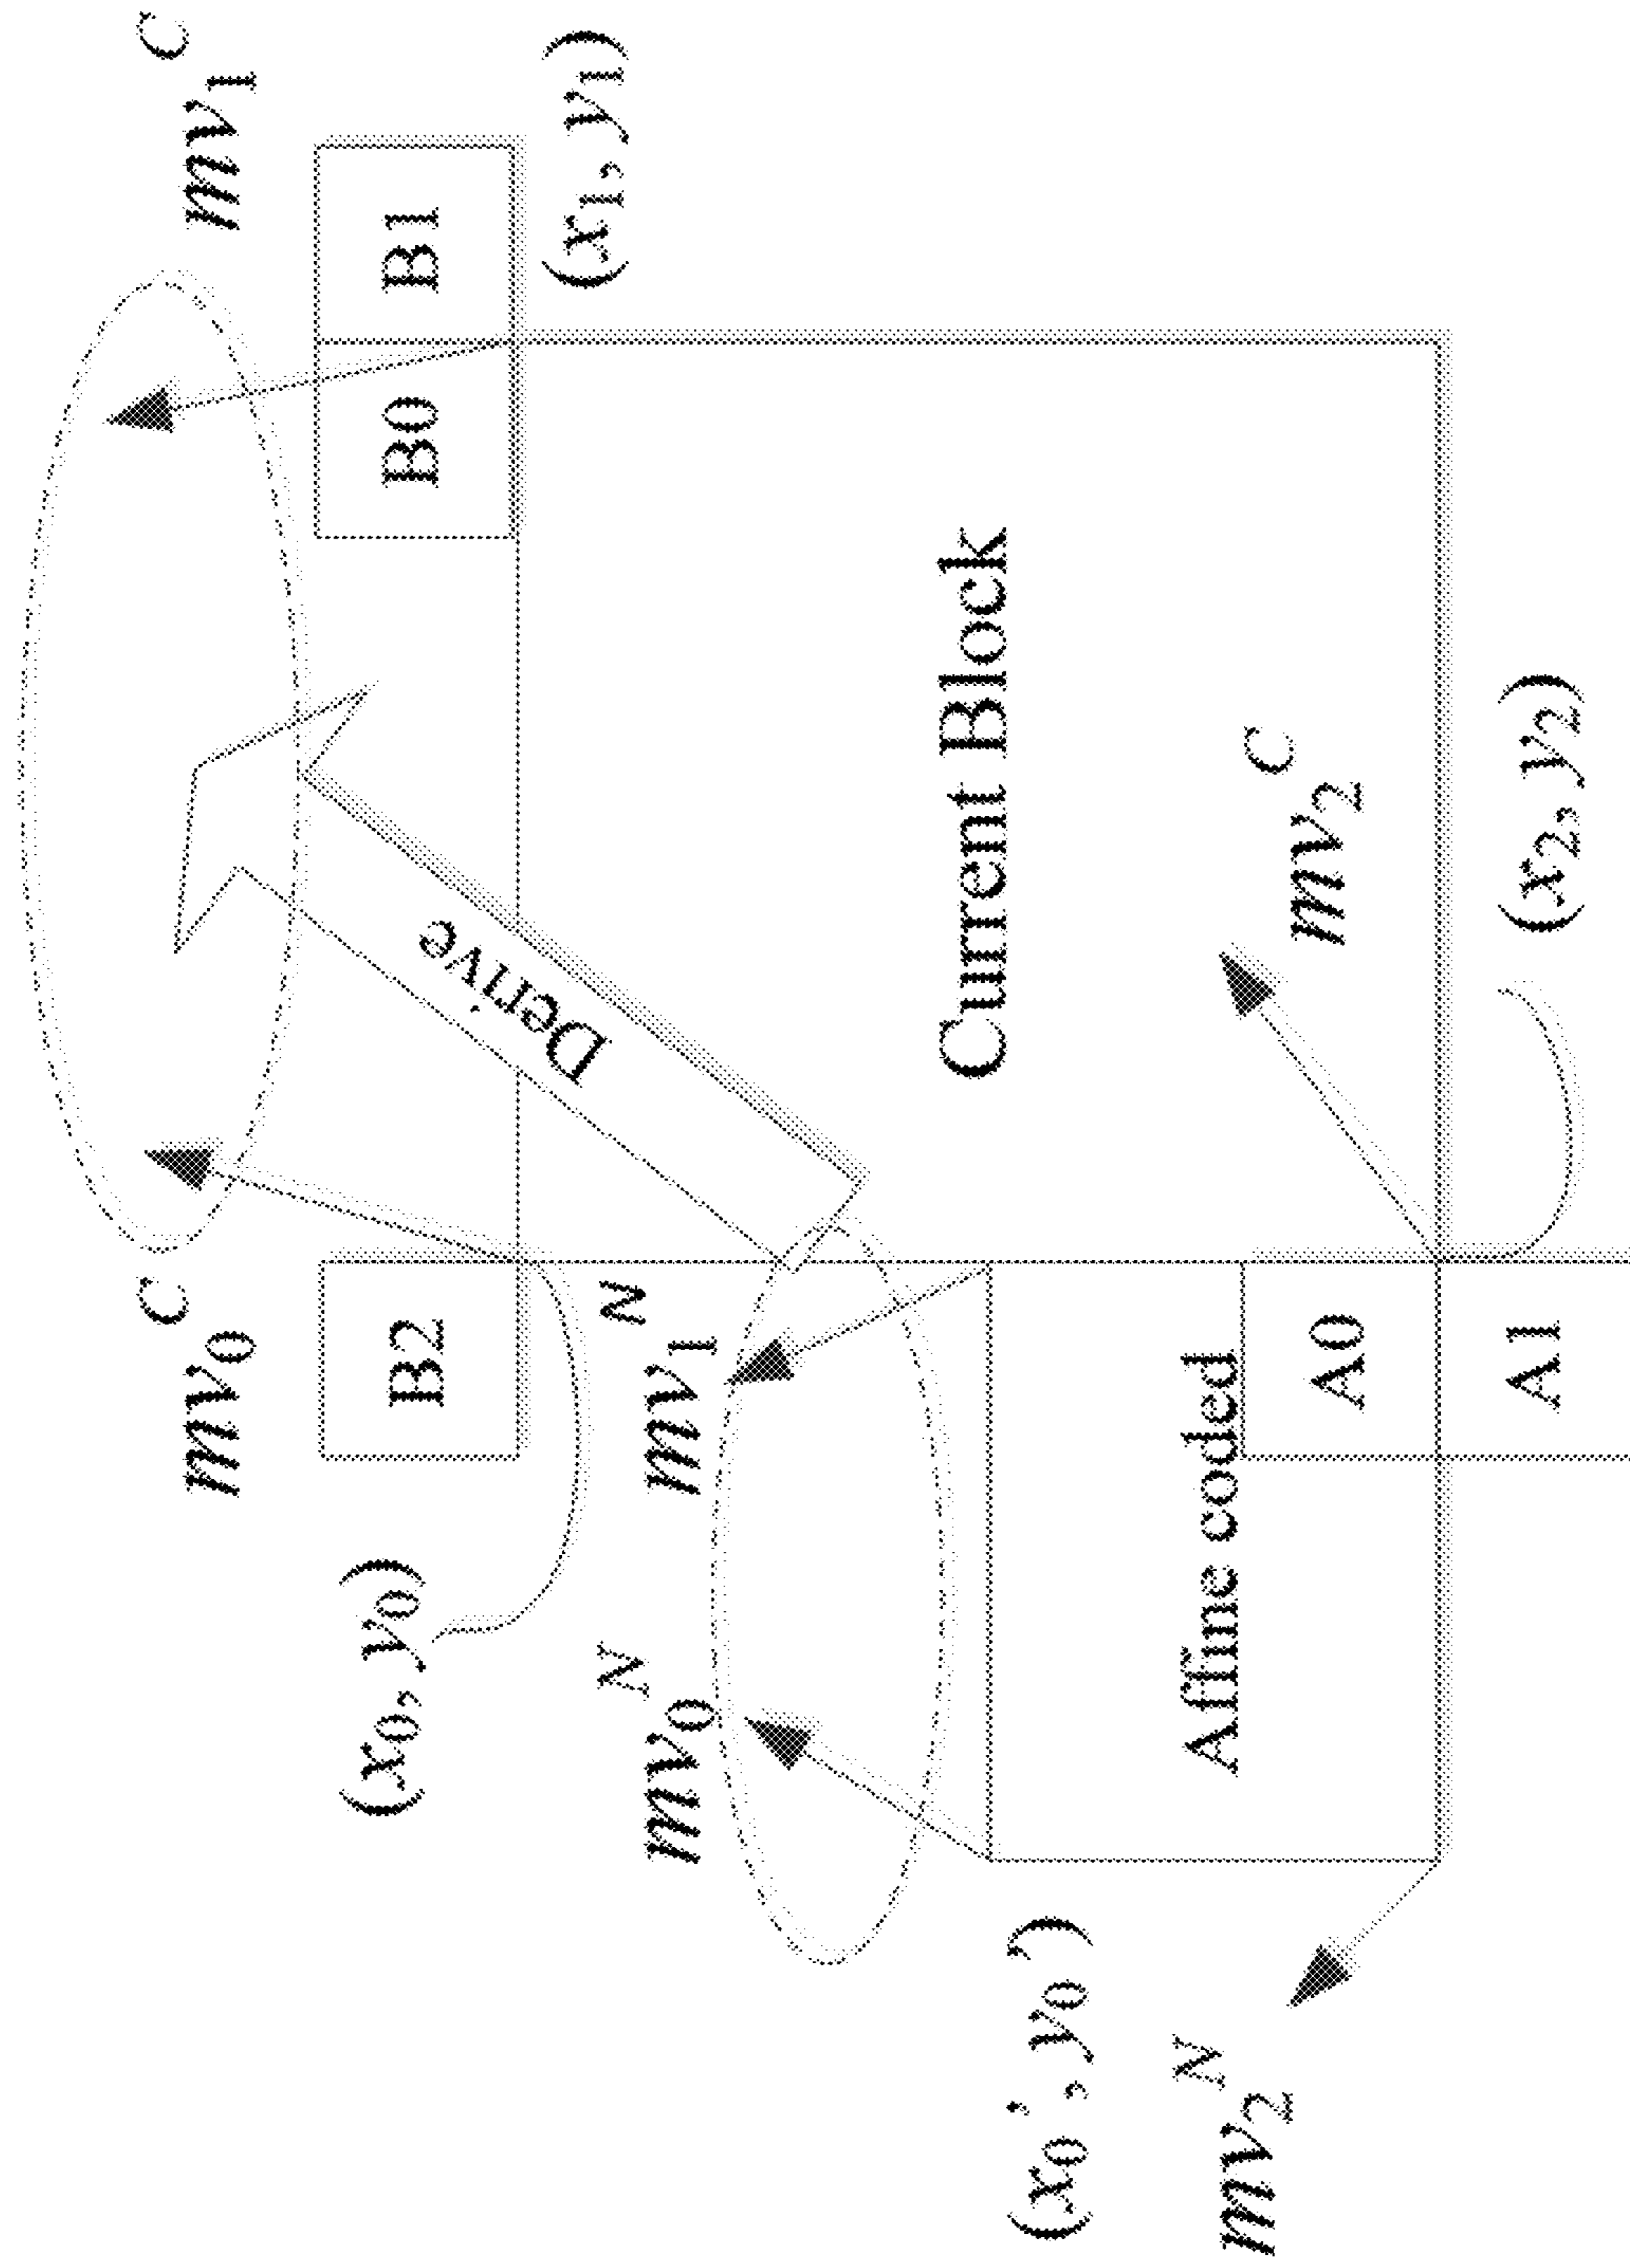 mv₀ᶜ
mv₁ᶜ
B2
B0
B1
(x₀, y₀)
(x₁, y₁)
Derive
mv₀ᴺ
mv₁ᴺ
Current Block
(x₀', y₀')
Affine coded
mv₂ᴺ
A0
mv₂ᶜ
A1
(x₂, y₂)